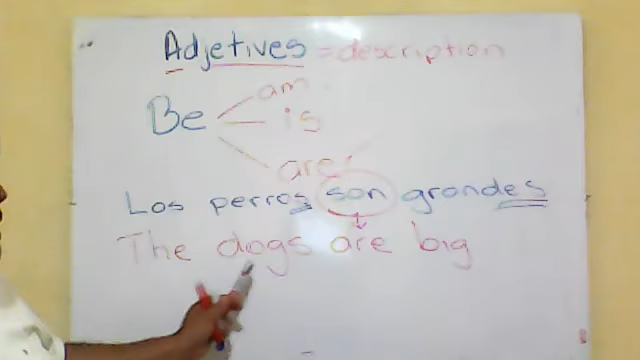 Adjetives = description
Be
am
is
are
Los perros son grandes
The dogs are big